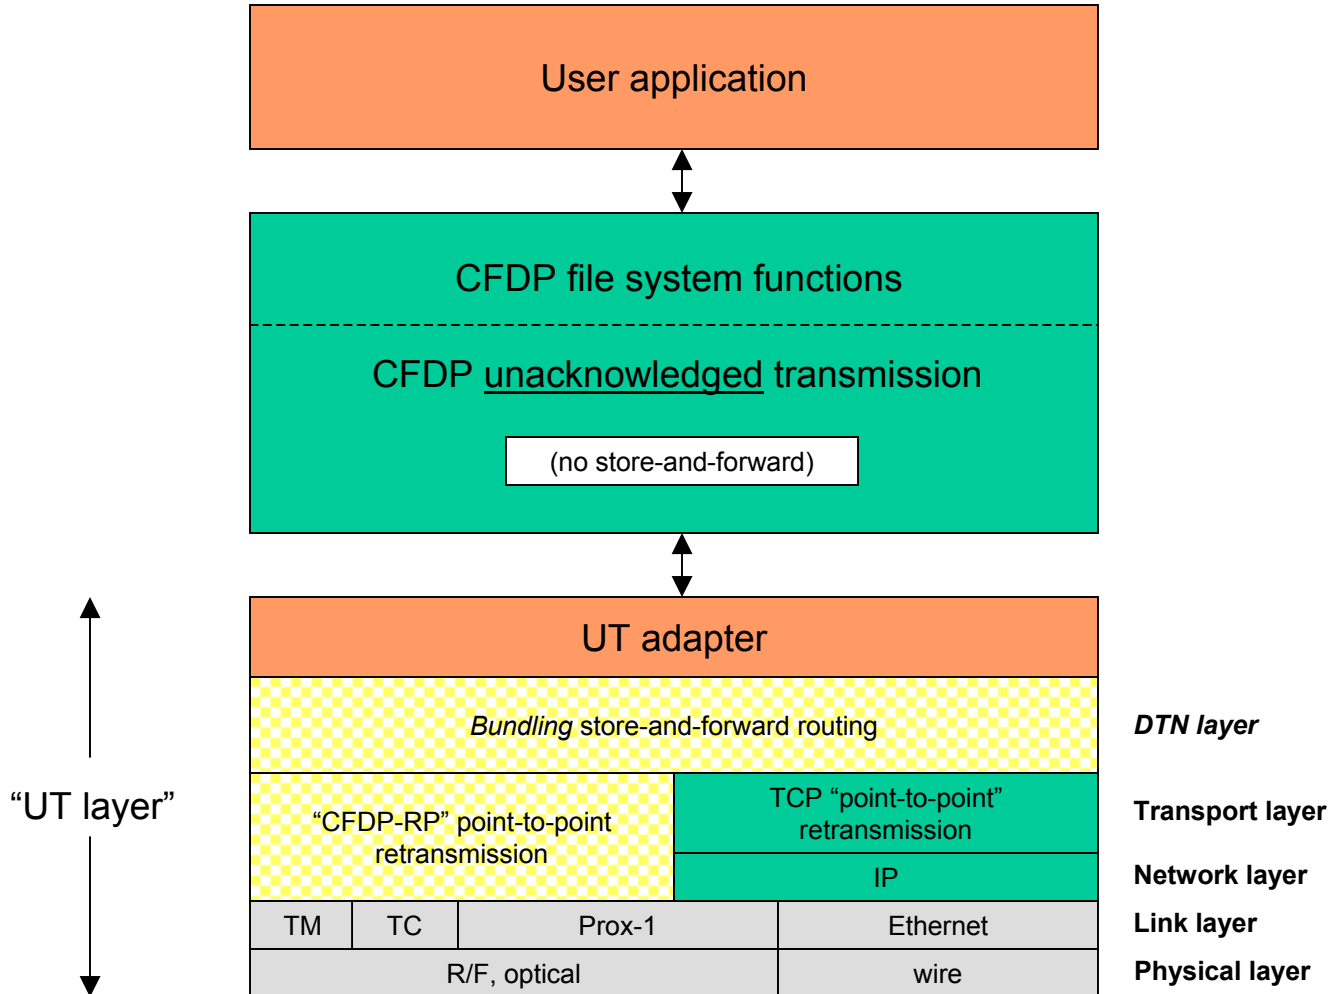 User application
CFDP file system functions
CFDP unacknowledged transmission
(no store-and-forward)
UT adapter
Bundling store-and-forward routing
DTN layer
“UT layer”
“CFDP-RP” point-to-point
retransmission
TCP “point-to-point”
retransmission
Transport layer
IP
Network layer
TM
TC
Prox-1
Ethernet
Link layer
R/F, optical
wire
Physical layer